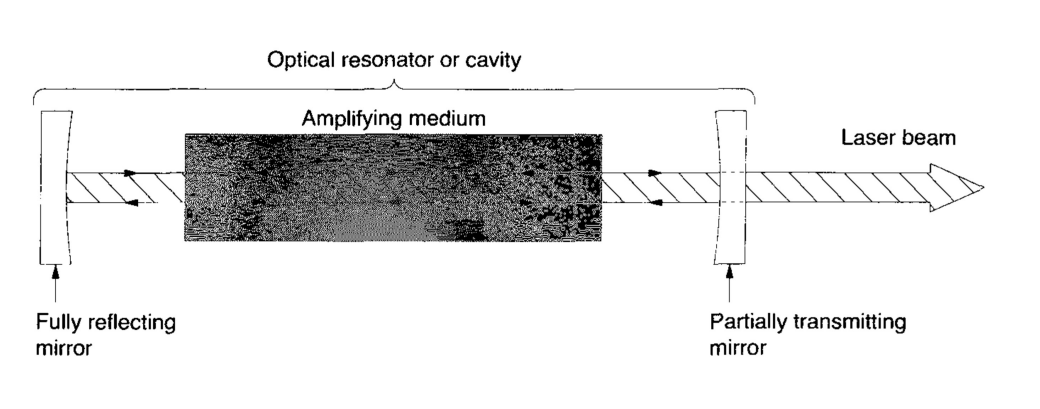 Optical resonator or cavity
Amplifying medium
Laser beam
Fully reflecting
mirror
Partially transmitting
mirror